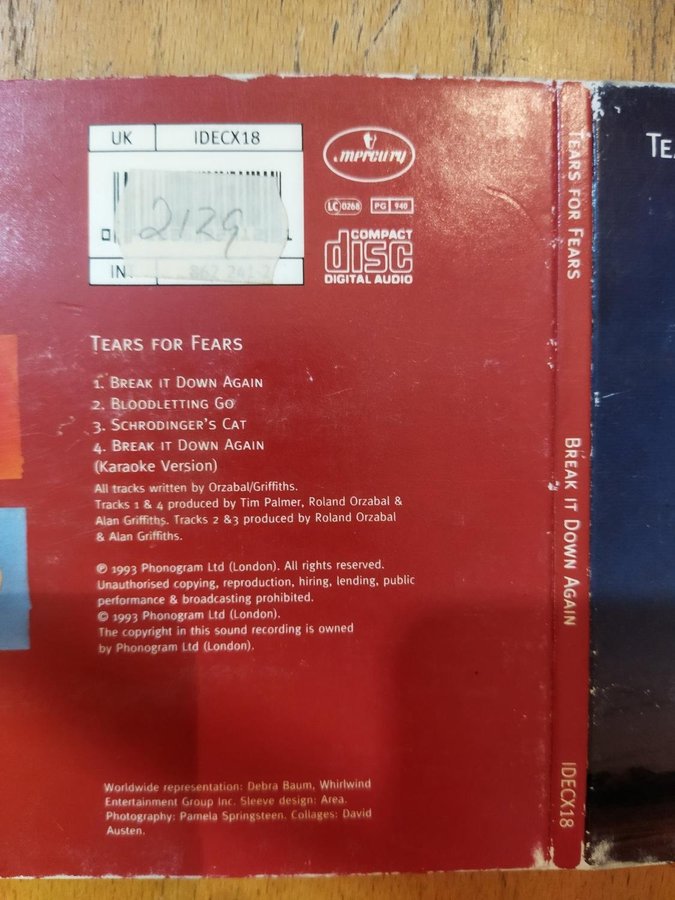 UK IDECX18
2129
INT 862 241-2
mercury
LC 0268 PG 940
COMPACT
disc
DIGITAL AUDIO
TEARS FOR FEARS
1. BREAK IT DOWN AGAIN
2. BLOODLETTING GO
3. SCHRODINGER'S CAT
4. BREAK IT DOWN AGAIN
(Karaoke Version)
All tracks written by Orzabal/Griffiths.
Tracks 1 & 4 produced by Tim Palmer, Roland Orzabal &
Alan Griffiths. Tracks 2 &3 produced by Roland Orzabal
& Alan Griffiths.
℗ 1993 Phonogram Ltd (London). All rights reserved.
Unauthorised copying, reproduction, hiring, lending, public
performance & broadcasting prohibited.
© 1993 Phonogram Ltd (London).
The copyright in this sound recording is owned
by Phonogram Ltd (London).
Worldwide representation: Debra Baum, Whirlwind
Entertainment Group Inc. Sleeve design: Area.
Photography: Pamela Springsteen. Collages: David
Austen.
TEARS FOR FEARS
BREAK IT DOWN AGAIN
IDECX18